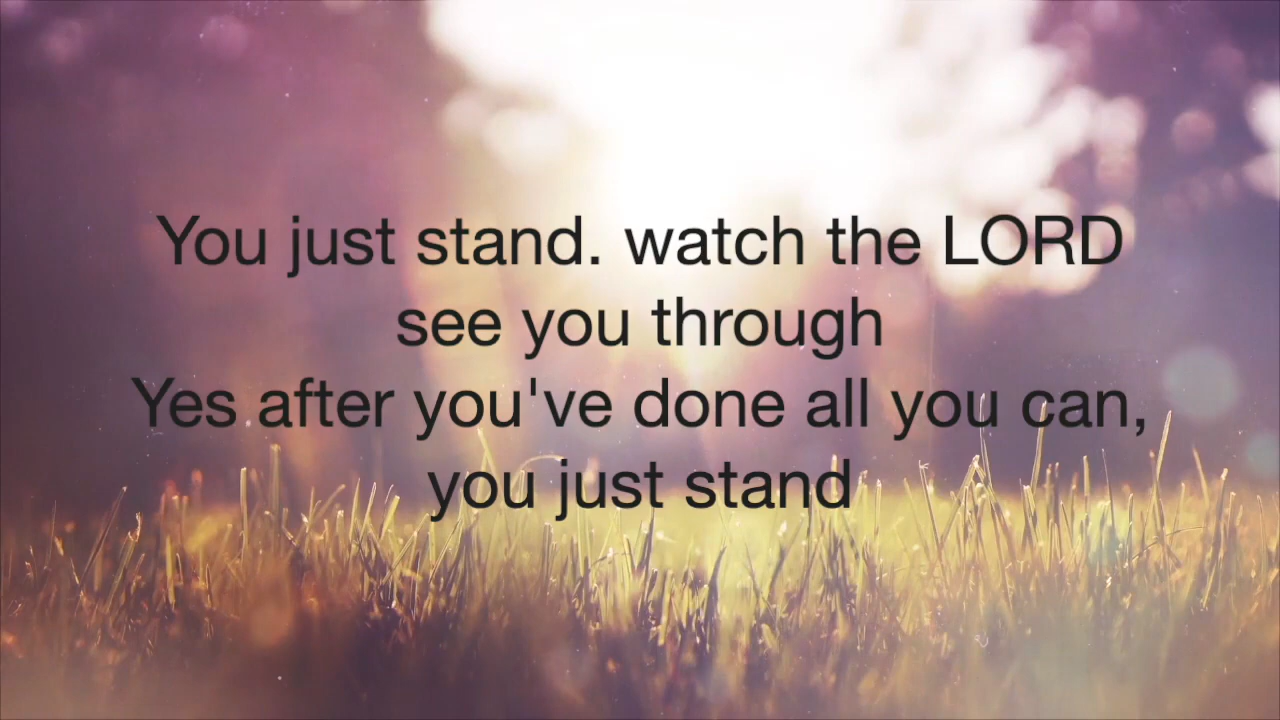 You just stand. watch the LORD
see you through
Yes after you've done all you can,
you just stand